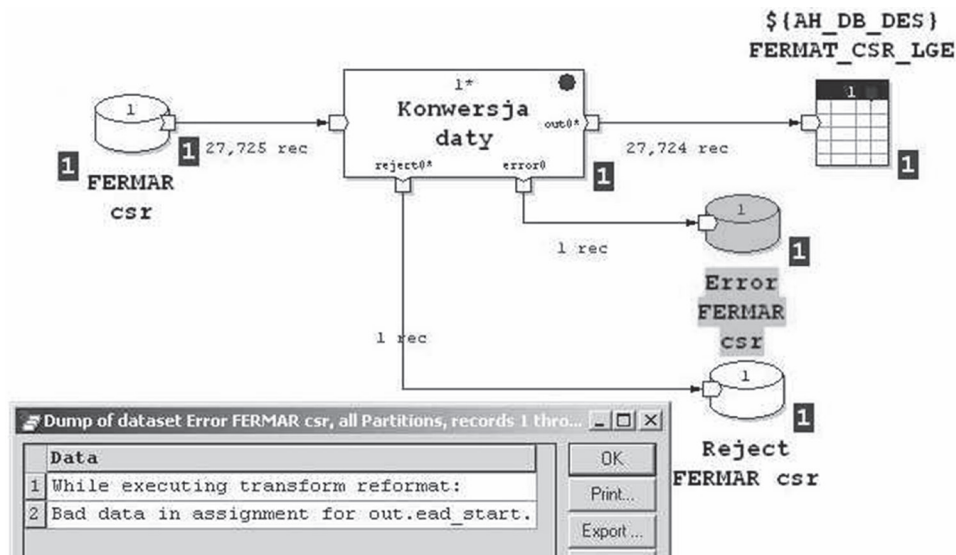 ${AH_DB_DES}
FERMAT_CSR_LGE
1
1*
Konwersja
daty
out0*
reject0*
error0
1
1
1
27,725 rec
FERMAR
csr
1
27,724 rec
1
1
1 rec
1
Error
FERMAR
csr
1 rec
1
1
Reject
FERMAR csr
Dump of dataset Error FERMAR csr, all Partitions, records 1 thro...
Data
1 While executing transform reformat:
2 Bad data in assignment for out.ead_start.
OK
Print...
Export ...